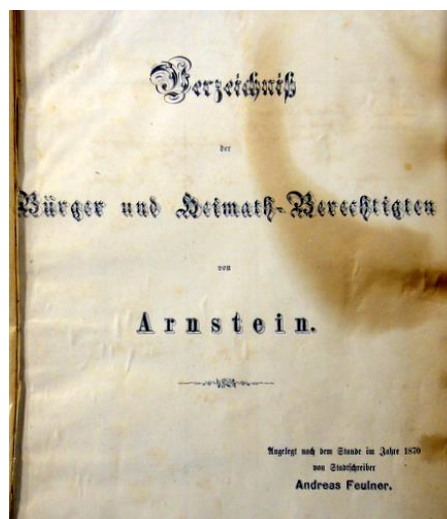 Verzeichniß
der
Bürger und Heimath-Berechtigten
von
Arnstein.
Angelegt nach dem Stande im Jahre 1870
von Stadtschreiber
Andreas Feulner.